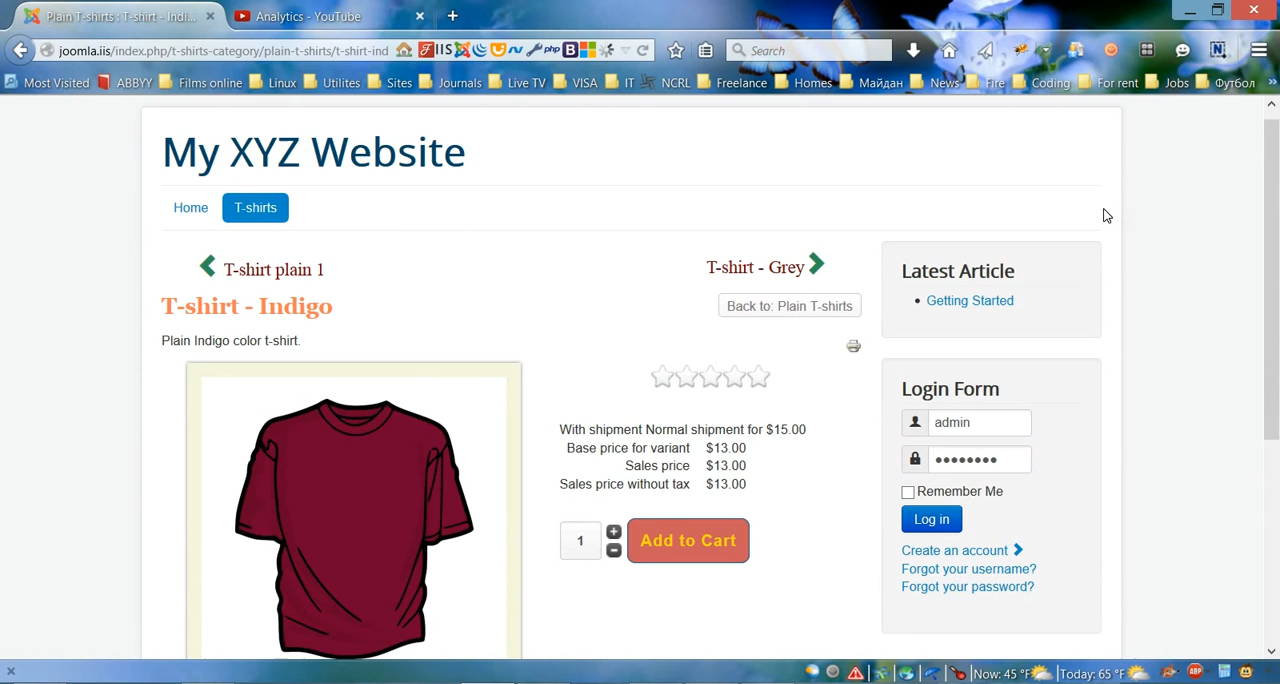 Plain T-shirts : T-shirt - Indi...
Analytics - YouTube
joomla.iis/index.php/t-shirts-category/plain-t-shirts/t-shirt-ind
IIS
php
B
Search
N
Most Visited ABBYY Films online Linux Utilites Sites Journals Live TV VISA IT NCRL Freelance Homes Майдан News Fire Coding For rent Jobs Футбол
My XYZ Website
Home T-shirts
T-shirt plain 1
T-shirt - Grey
T-shirt - Indigo
Back to: Plain T-shirts
Plain Indigo color t-shirt.
With shipment Normal shipment for $15.00
Base price for variant $13.00
Sales price $13.00
Sales price without tax $13.00
1
Add to Cart
Latest Article
Getting Started
Login Form
admin
Remember Me
Log in
Create an account
Forgot your username?
Forgot your password?
ABP
Now: 45 °F Today: 65 °F